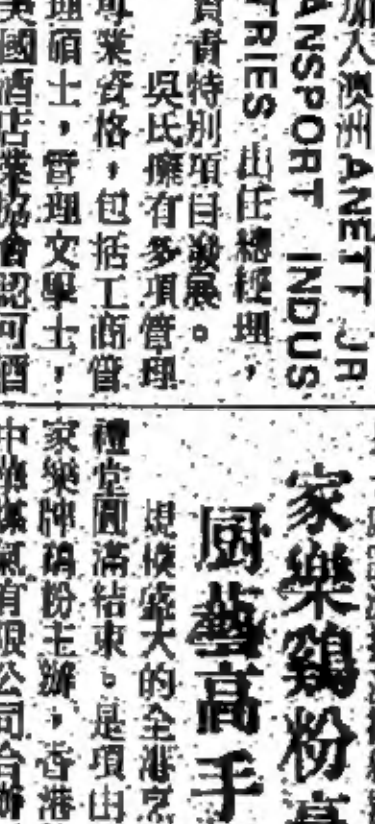 加入澳洲ANETT JR
ANSPORT INDUS
TRIES 出任總經理，
負責特別項目發展。
吳氏擁有多項管理
專業資格，包括工商管
理碩士，管理文學士，
美國酒店業協會認可酒
家樂鷄粉
厨藝高手
規模盛大的全港烹
禮堂圓滿結束。是項由
家樂牌鷄粉主辦，香港
中華煤氣有限公司合辦